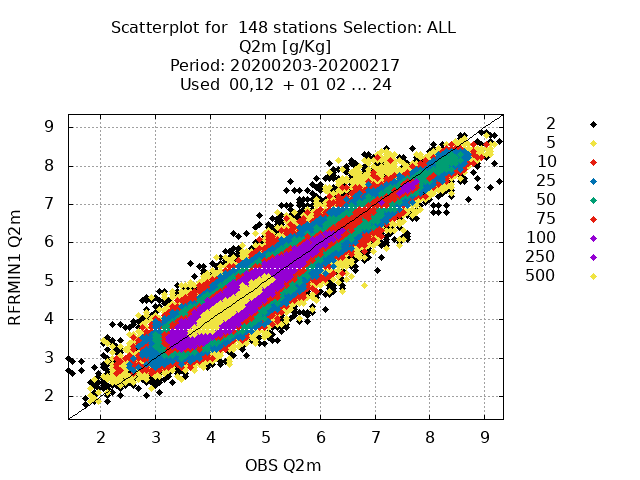 Scatterplot for  148 stations Selection: ALL
Q2m [g/Kg]
Period: 20200203-20200217
Used  00,12  + 01 02 ... 24
9
8
7
6
5
4
3
2
RFRMIN1 Q2m
2 3 4 5 6 7 8 9
OBS Q2m
2
5
10
25
50
75
100
250
500